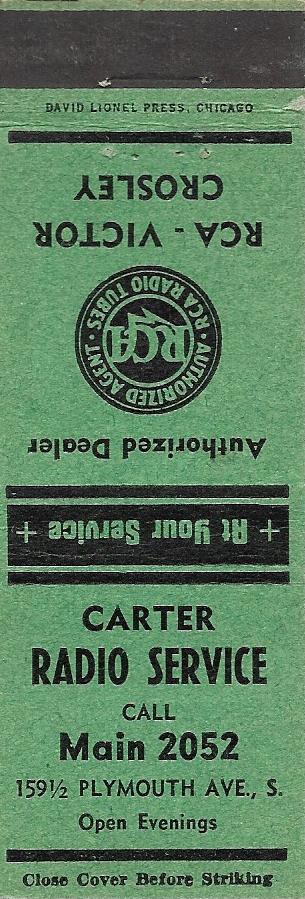 DAVID LIONEL PRESS, CHICAGO
Authorized Dealer
AUTHORIZED AGENT • RCA RADIO TUBES •
RCA
RCA - VICTOR
CROSLEY
+ At Your Service +
CARTER
RADIO SERVICE
CALL
Main 2052
159½ PLYMOUTH AVE., S.
Open Evenings
Close Cover Before Striking